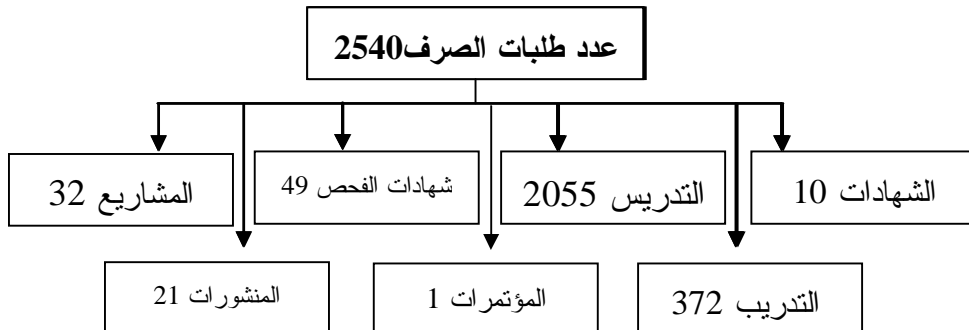 عدد طلبات الصرف2540
الشهادات 10
التدريس 2055
شهادات الفحص 49
المشاريع 32
التدريب 372
المؤتمرات 1
المنشورات 21